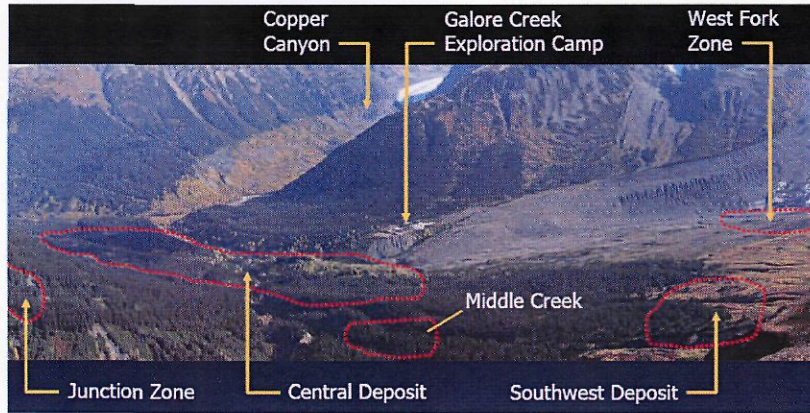 Copper
Canyon
Galore Creek
Exploration Camp
West Fork
Zone
Middle Creek
Junction Zone
Central Deposit
Southwest Deposit